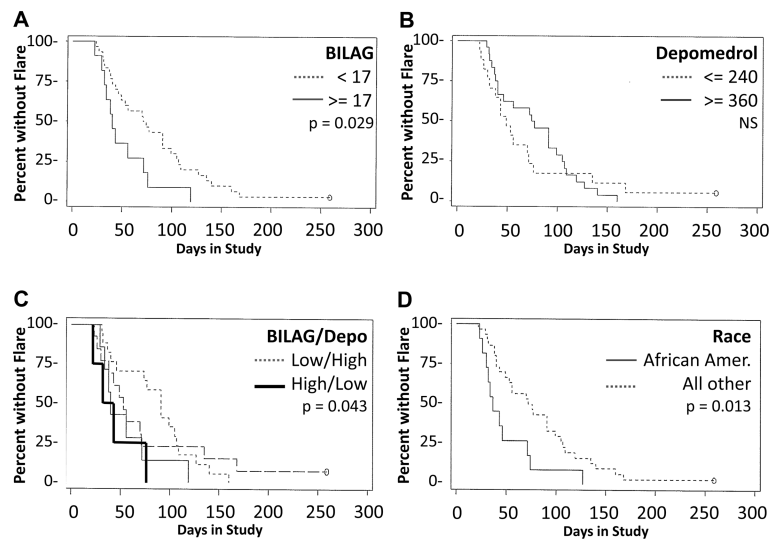 A
Percent without Flare
100-
75-
50-
25-
0-
BILAG
< 17
>= 17
p = 0.029
0 50 100 150 200 250 300
Days in Study
B
Percent without Flare
100-
75-
50-
25-
0-
Depomedrol
<= 240
>= 360
NS
0 50 100 150 200 250 300
Days in Study
C
Percent without Flare
100-
75-
50-
25-
0-
BILAG/Depo
Low/High
High/Low
p = 0.043
0 50 100 150 200 250 300
Days in Study
D
Percent without Flare
100-
75-
50-
25-
0-
Race
African Amer.
All other
p = 0.013
0 50 100 150 200 250 300
Days in Study